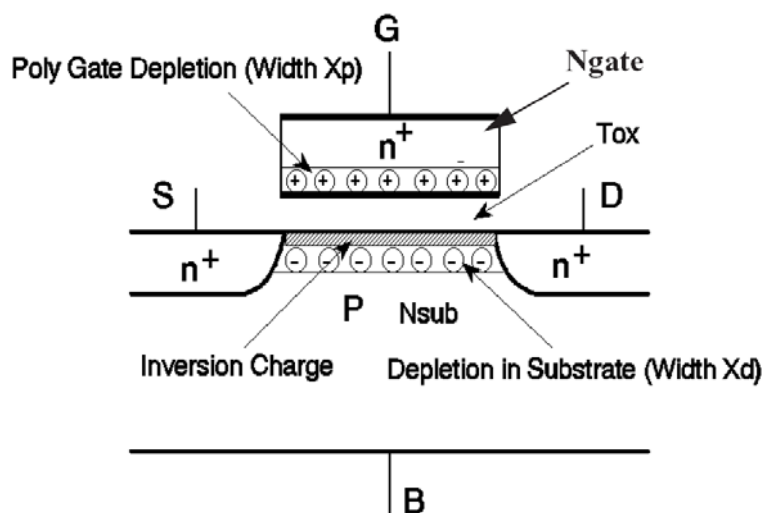 G
Poly Gate Depletion (Width Xp)
Ngate
n+
Tox
+ + + + + + +
S
D
n+
n+
- - - - - - -
P
Nsub
Inversion Charge
Depletion in Substrate (Width Xd)
B